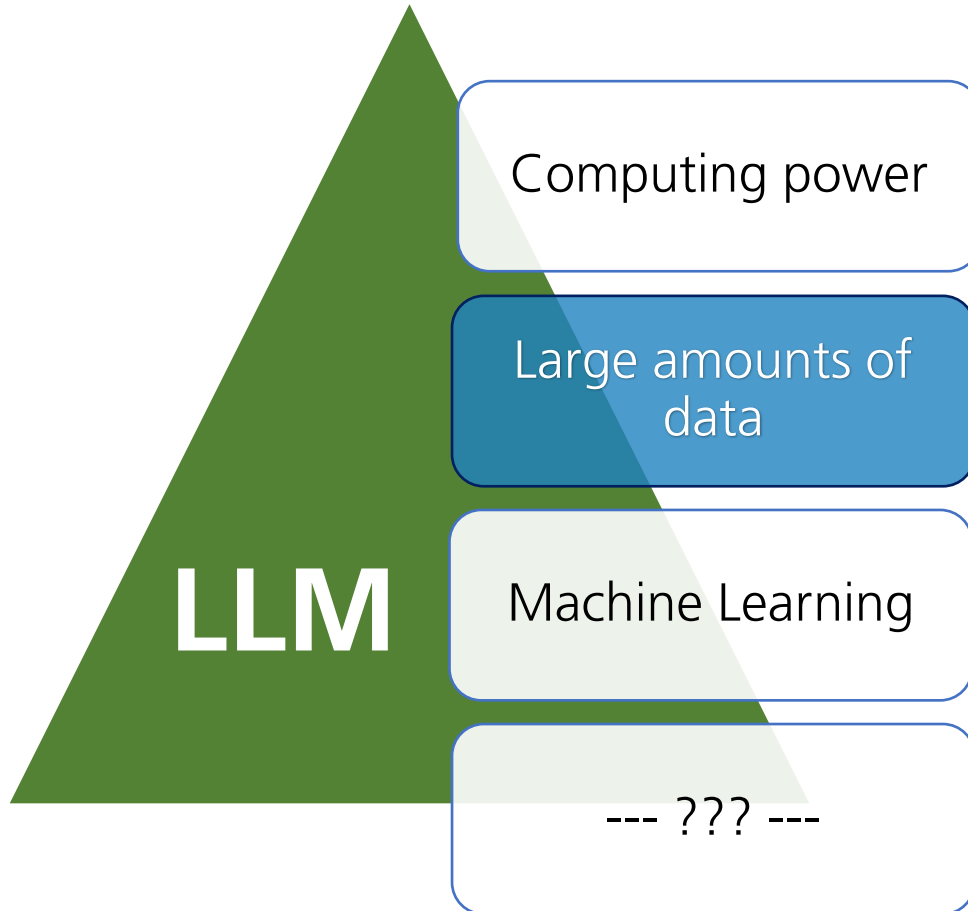 Computing power
Large amounts of
data
LLM
Machine Learning
--- ??? ---